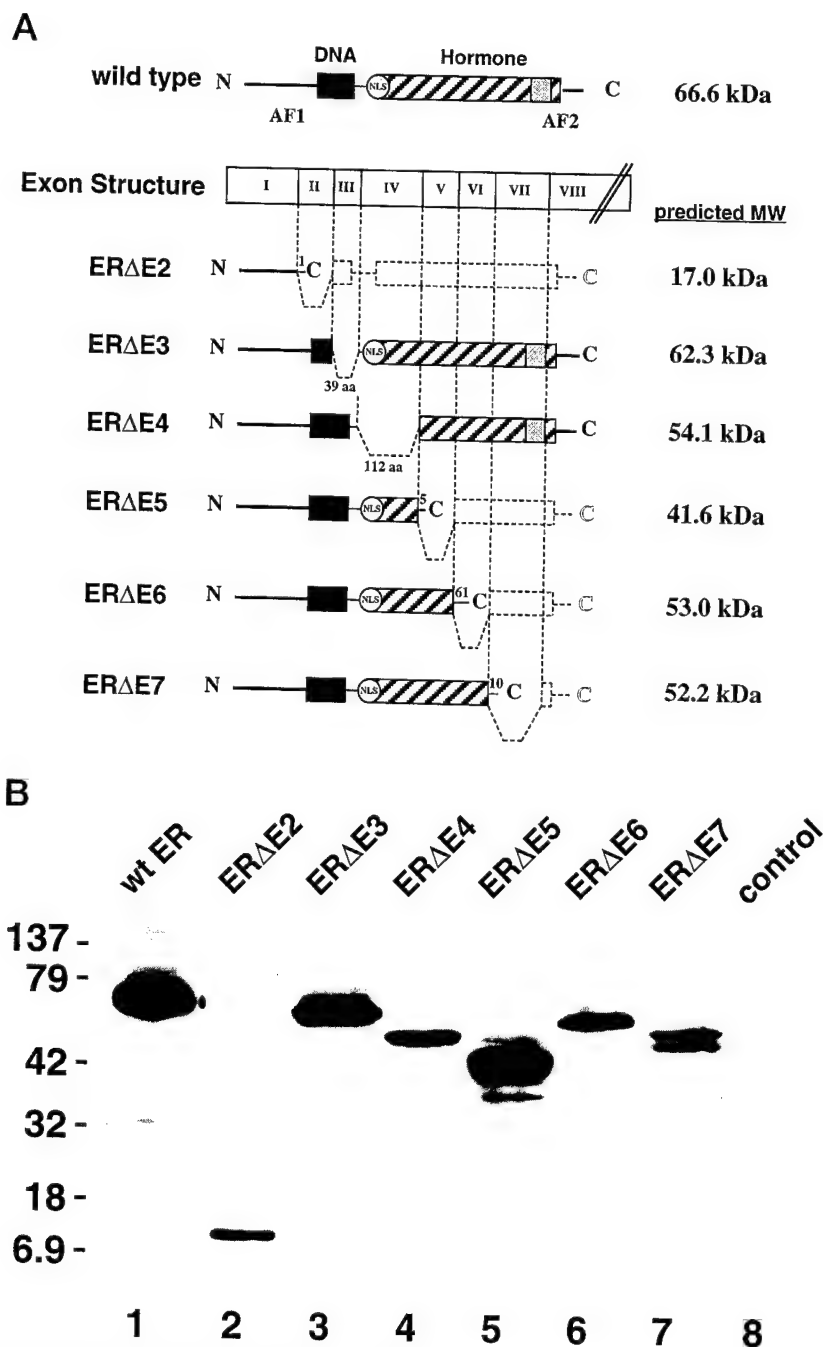 A
DNA Hormone
wild type N NLS C 66.6 kDa
AF1 AF2
Exon Structure I II III IV V VI VII VIII
predicted MW
ERΔE2 N 1 C C 17.0 kDa
ERΔE3 N NLS C 62.3 kDa
39 aa
ERΔE4 N C 54.1 kDa
112 aa
ERΔE5 N NLS 5 C C 41.6 kDa
ERΔE6 N NLS 61 C C 53.0 kDa
ERΔE7 N NLS 10 C C 52.2 kDa
B
wt ER ERΔE2 ERΔE3 ERΔE4 ERΔE5 ERΔE6 ERΔE7 control
137 -
79 -
42 -
32 -
18 -
6.9 -
1 2 3 4 5 6 7 8